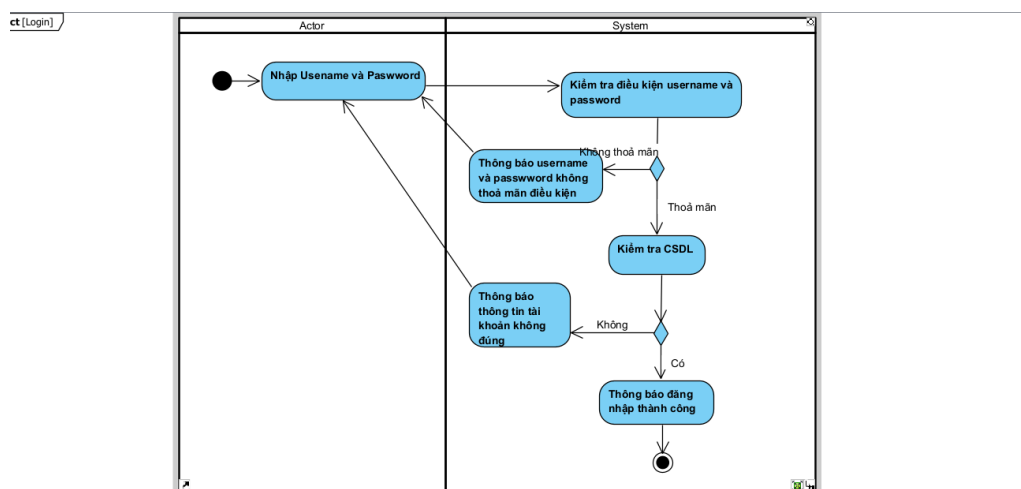 ct [Login]
Actor
System
Nhập Usename và Paswword
Kiểm tra điều kiện username và
password
Không thoả mãn
Thông báo username
và passwword không
thoả mãn điều kiện
Thoả mãn
Kiểm tra CSDL
Thông báo
thông tin tài
khoản không
đúng
Không
Có
Thông báo đăng
nhập thành công